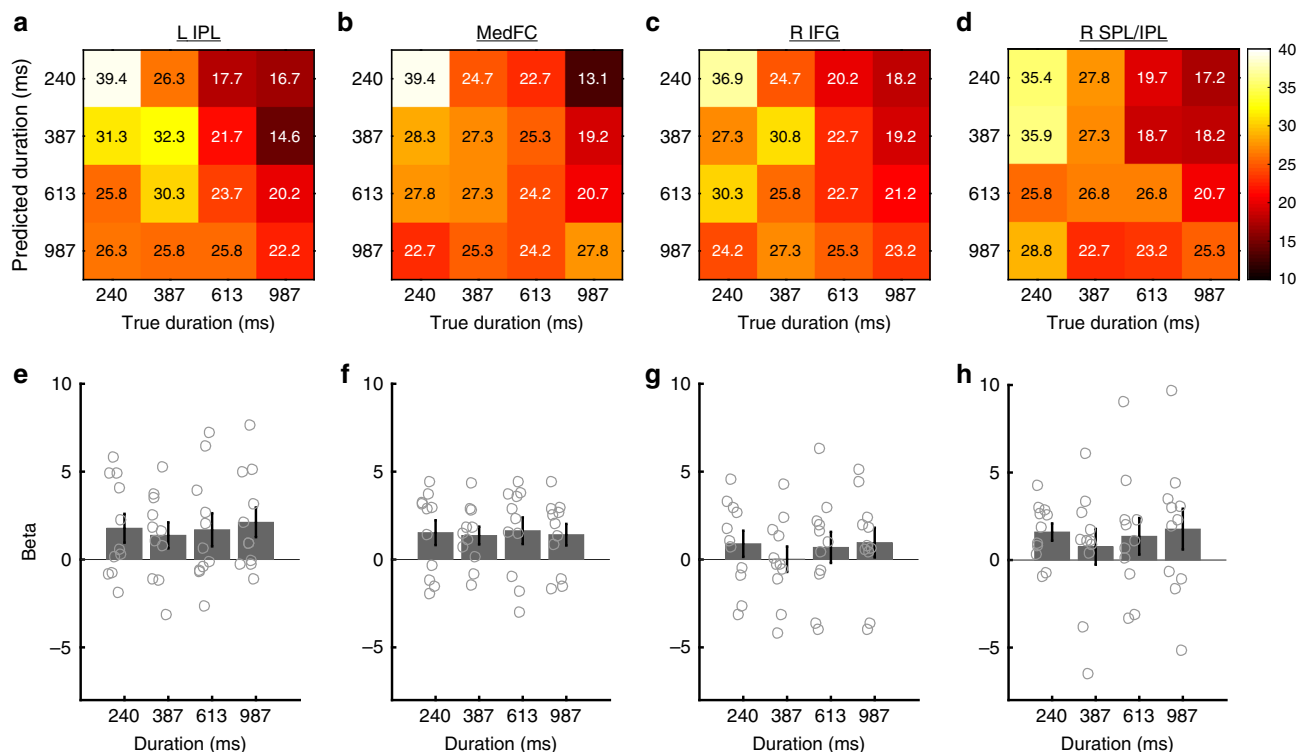 a
L IPL
b
MedFC
c
R IFG
d
R SPL/IPL
Predicted duration (ms)
240
387
613
987
39.4 26.3 17.7 16.7
31.3 32.3 21.7 14.6
25.8 30.3 23.7 20.2
26.3 25.8 25.8 22.2
240 387 613 987
True duration (ms)
240
387
613
987
39.4 24.7 22.7 13.1
28.3 27.3 25.3 19.2
27.8 27.3 24.2 20.7
22.7 25.3 24.2 27.8
240 387 613 987
True duration (ms)
240
387
613
987
36.9 24.7 20.2 18.2
27.3 30.8 22.7 19.2
30.3 25.8 22.7 21.2
24.2 27.3 25.3 23.2
240 387 613 987
True duration (ms)
240
387
613
987
35.4 27.8 19.7 17.2
35.9 27.3 18.7 18.2
25.8 26.8 26.8 20.7
28.8 22.7 23.2 25.3
240 387 613 987
True duration (ms)
40
35
30
25
20
15
10
e
Beta
10
5
0
−5
240 387 613 987
Duration (ms)
f
10
5
0
−5
240 387 613 987
Duration (ms)
g
10
5
0
−5
240 387 613 987
Duration (ms)
h
10
5
0
−5
240 387 613 987
Duration (ms)